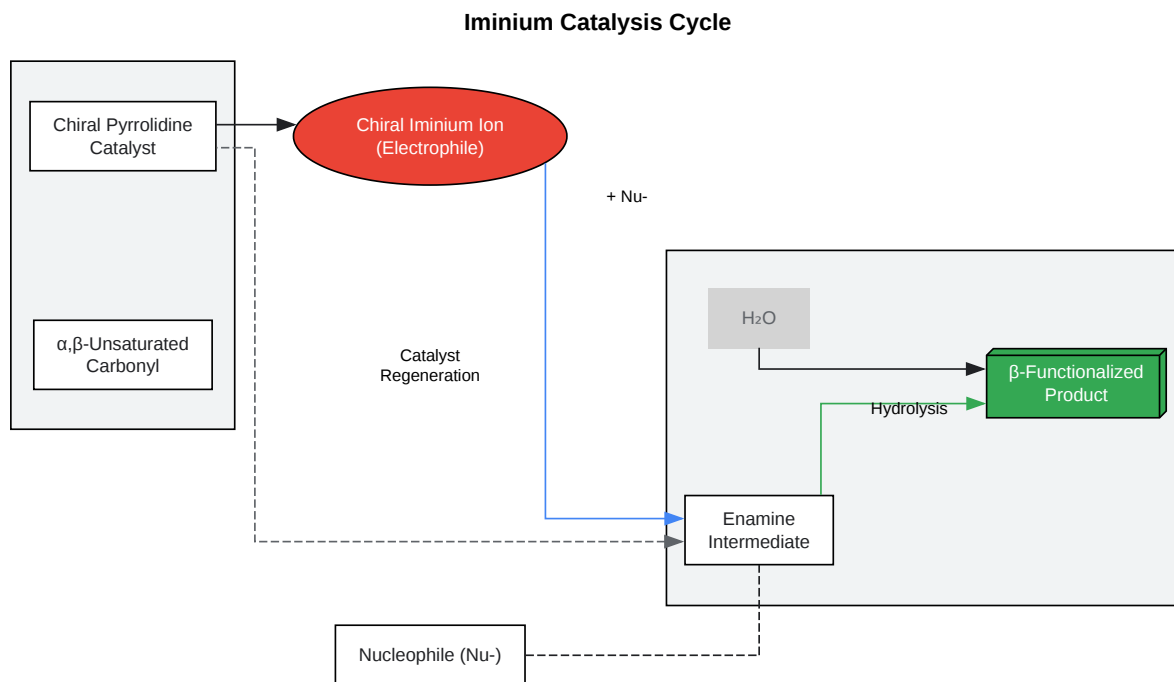 Iminium Catalysis Cycle
Chiral Pyrrolidine
Catalyst
Chiral Iminium Ion
(Electrophile)
+ Nu-
H₂O
α,β-Unsaturated
Carbonyl
Catalyst
Regeneration
β-Functionalized
Product
Hydrolysis
Enamine
Intermediate
Nucleophile (Nu-)